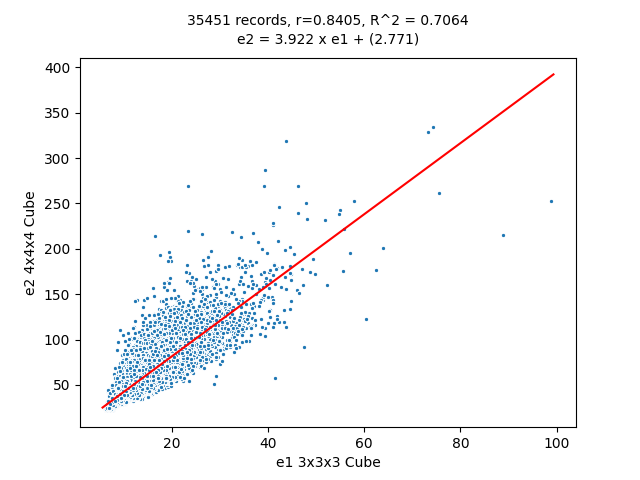 35451 records, r=0.8405, R^2 = 0.7064
e2 = 3.922 x e1 + (2.771)
400
350
300
250
200
150
100
50
e2 4x4x4 Cube
20 40 60 80 100
e1 3x3x3 Cube